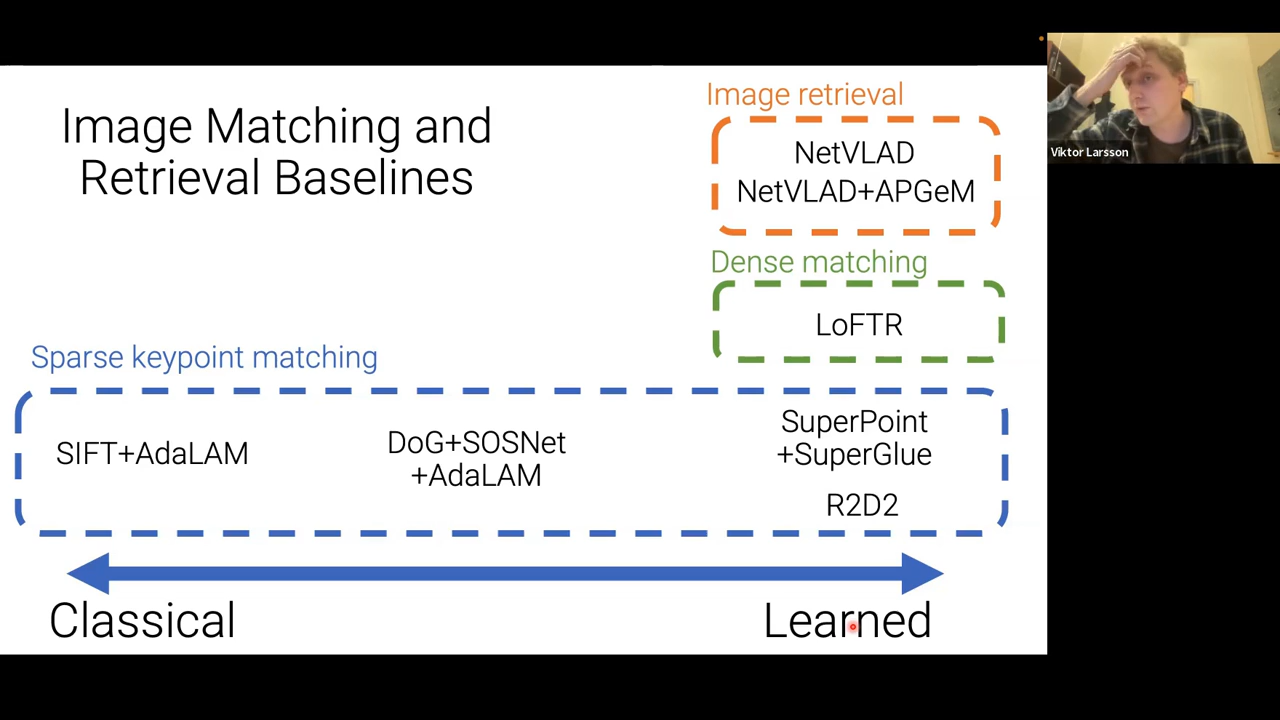 Image Matching and
Retrieval Baselines
Image retrieval
NetVLAD
NetVLAD+APGeM
Viktor Larsson
Dense matching
LoFTR
Sparse keypoint matching
SIFT+AdaLAM
DoG+SOSNet
+AdaLAM
SuperPoint
+SuperGlue
R2D2
Classical
Learned